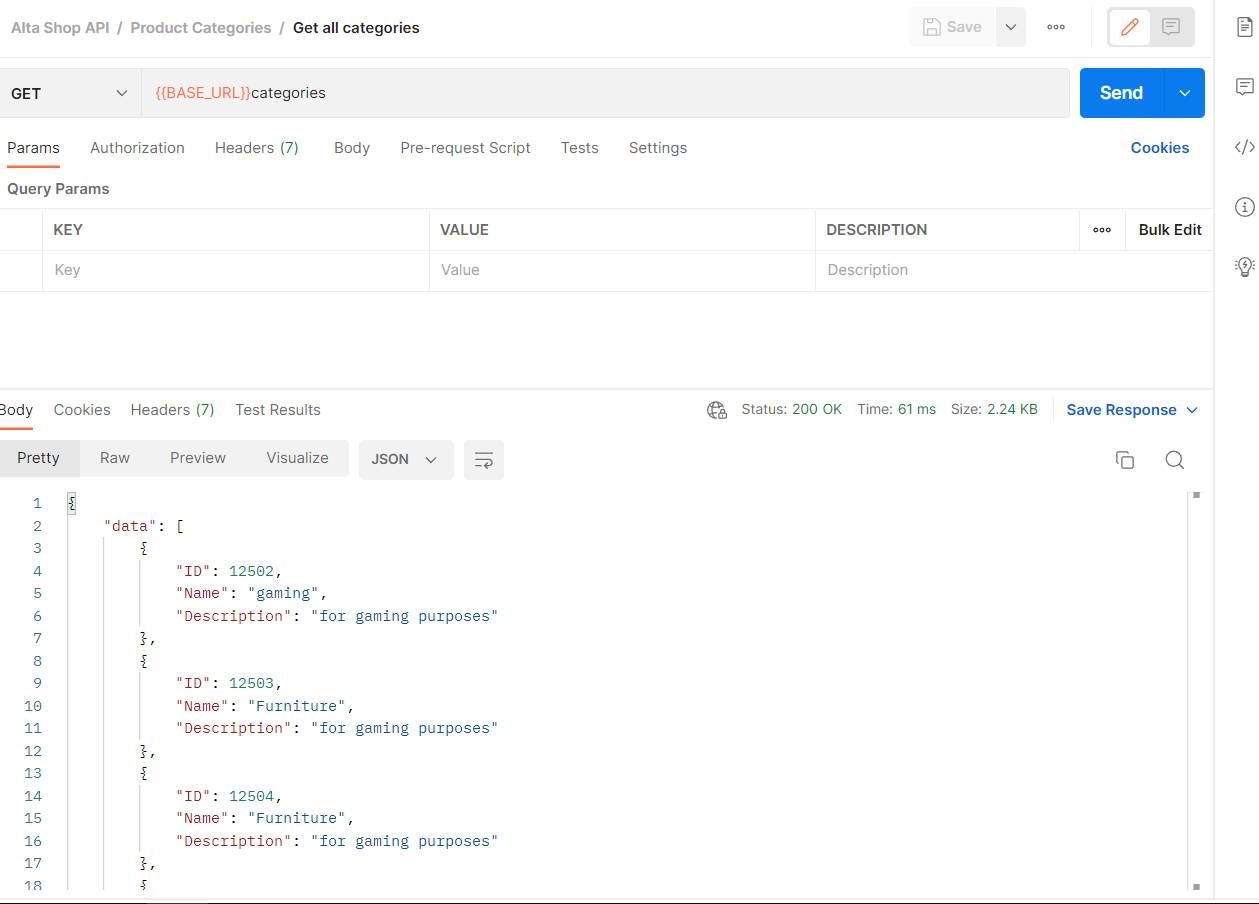 Alta Shop API / Product Categories / Get all categories
Save
GET
{{BASE_URL}}categories
Send
Params Authorization Headers (7) Body Pre-request Script Tests Settings Cookies
Query Params
KEY VALUE DESCRIPTION Bulk Edit
Key Value Description
Body Cookies Headers (7) Test Results Status: 200 OK Time: 61 ms Size: 2.24 KB Save Response
Pretty Raw Preview Visualize JSON
1 {
2 "data": [
3 {
4 "ID": 12502,
5 "Name": "gaming",
6 "Description": "for gaming purposes"
7 },
8 {
9 "ID": 12503,
10 "Name": "Furniture",
11 "Description": "for gaming purposes"
12 },
13 {
14 "ID": 12504,
15 "Name": "Furniture",
16 "Description": "for gaming purposes"
17 },
18 {